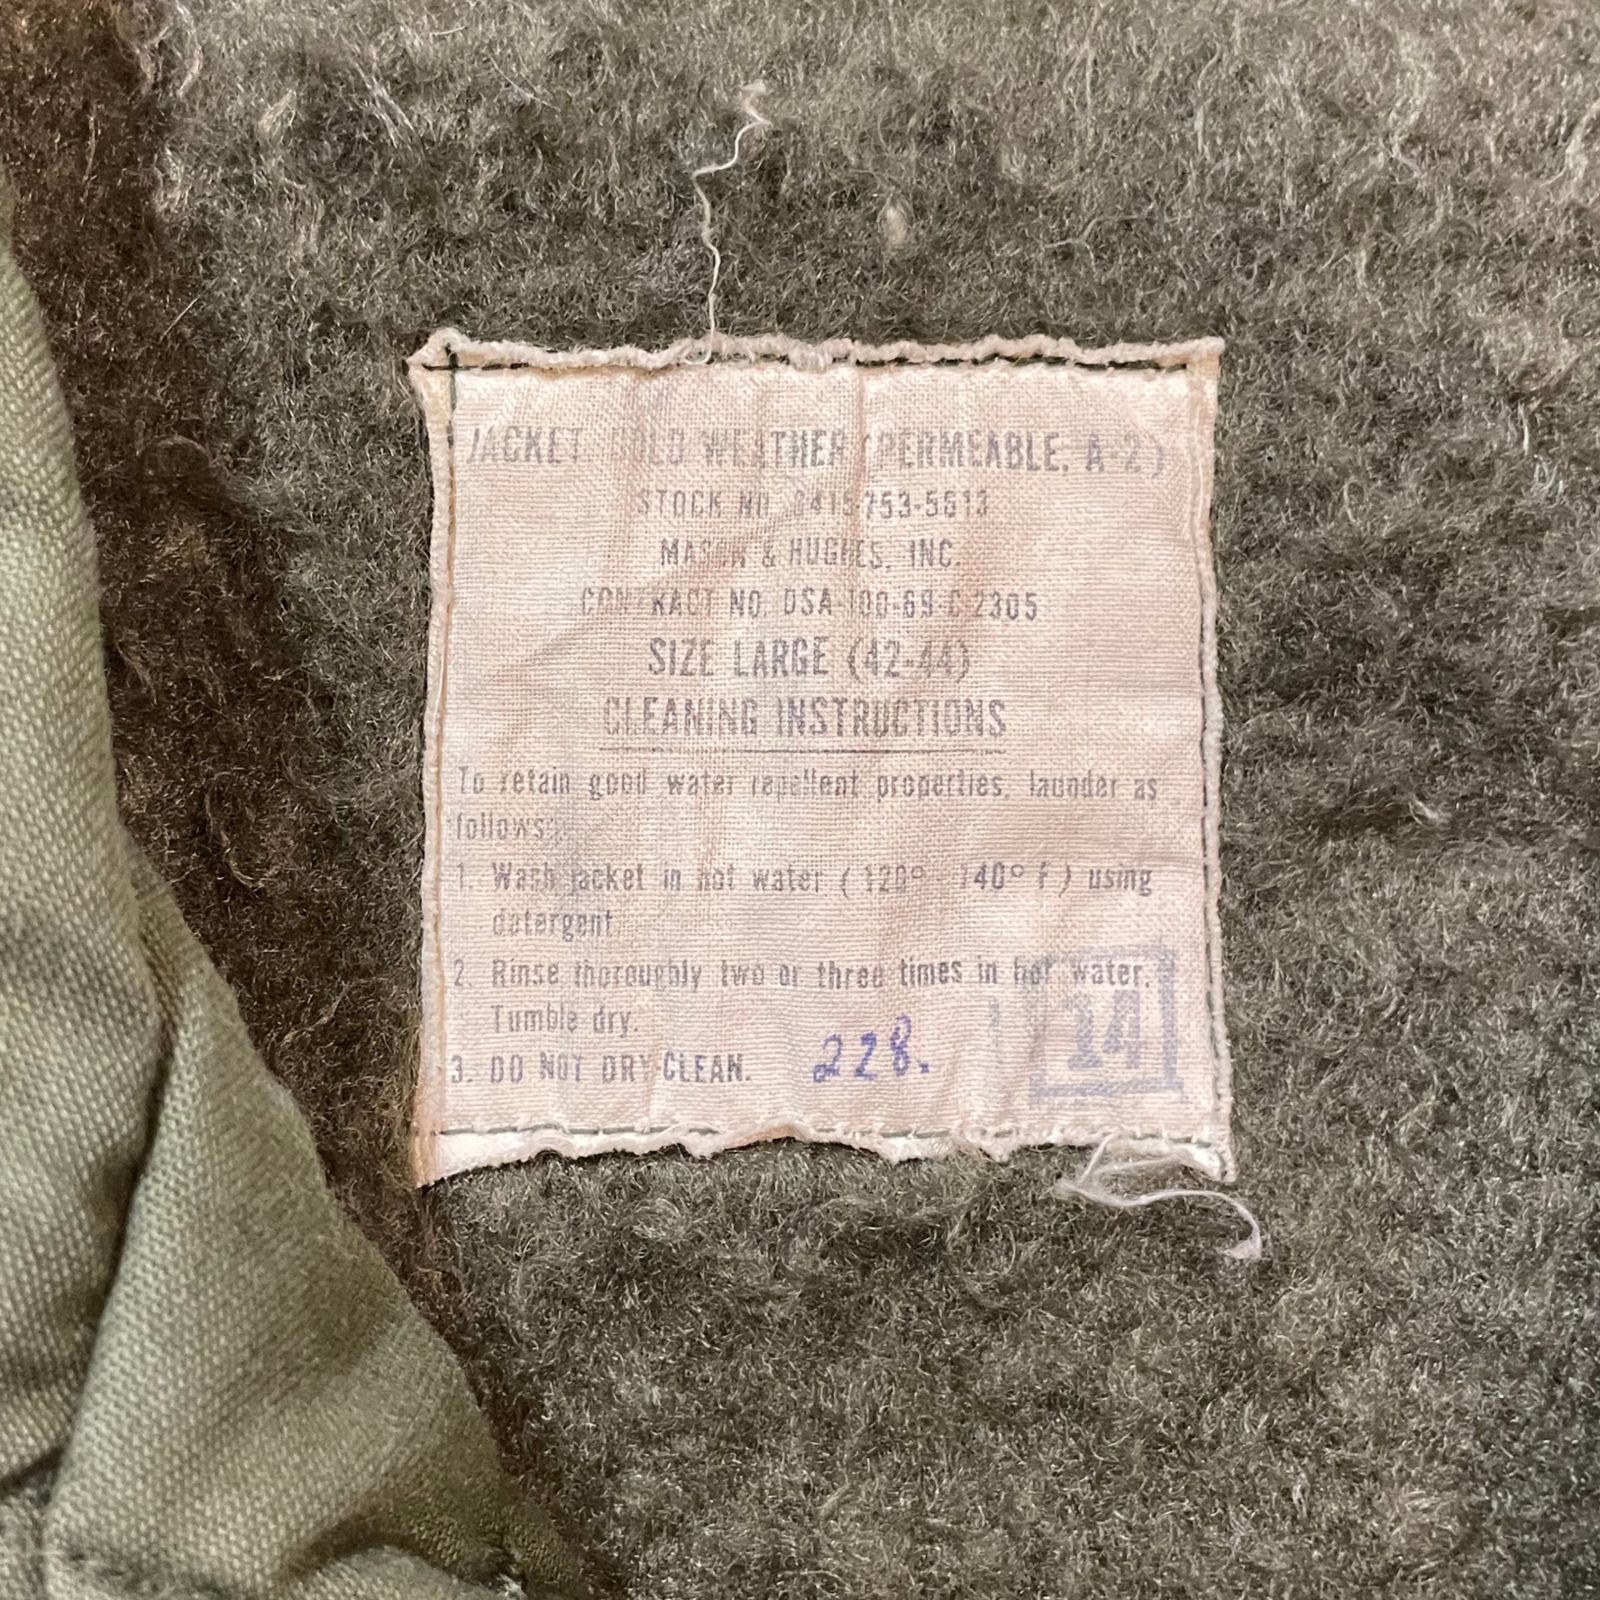 JACKET, COLD WEATHER (PERMEABLE, A-2)
STOCK NO. 8415-753-5613
MASON & HUGHES, INC.
CONTRACT NO. DSA-100-69-C-2305
SIZE LARGE (42-44)
CLEANING INSTRUCTIONS
To retain good water repellent properties, launder as
follows:
1. Wash jacket in hot water (120° - 140° F) using
detergent.
2. Rinse thoroughly two or three times in hot water.
Tumble dry.
3. DO NOT DRY CLEAN.
228.
14